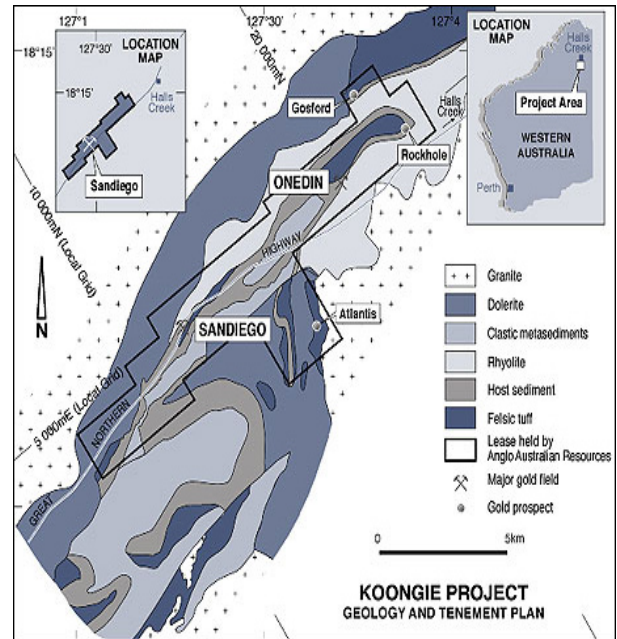 127°1
127°30
127°4
18°15'
18°15
20 000mN
LOCATION
MAP
127°30
18°15'
Halls
Creek
Sandiego
LOCATION
MAP
Halls
Creek
Project Area
WESTERN
AUSTRALIA
Perth
Gosford
Halls
Creek
Rockhole
ONEDIN
10 000mN (Local Grid)
HIGHWAY
N
SANDIEGO
Atlantis
5 000mE (Local Grid)
NORTHERN
GREAT
Granite
Dolerite
Clastic metasediments
Rhyolite
Host sediment
Felsic tuff
Lease held by
Anglo Australian Resources
Major gold field
Gold prospect
0 5km
KOONGIE PROJECT
GEOLOGY AND TENEMENT PLAN